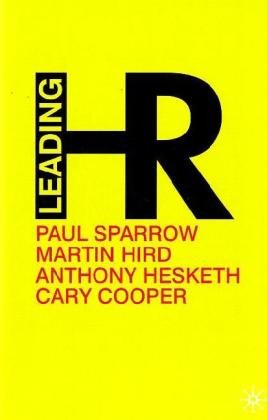 LEADING
HR
PAUL SPARROW
MARTIN HIRD
ANTHONY HESKETH
CARY COOPER